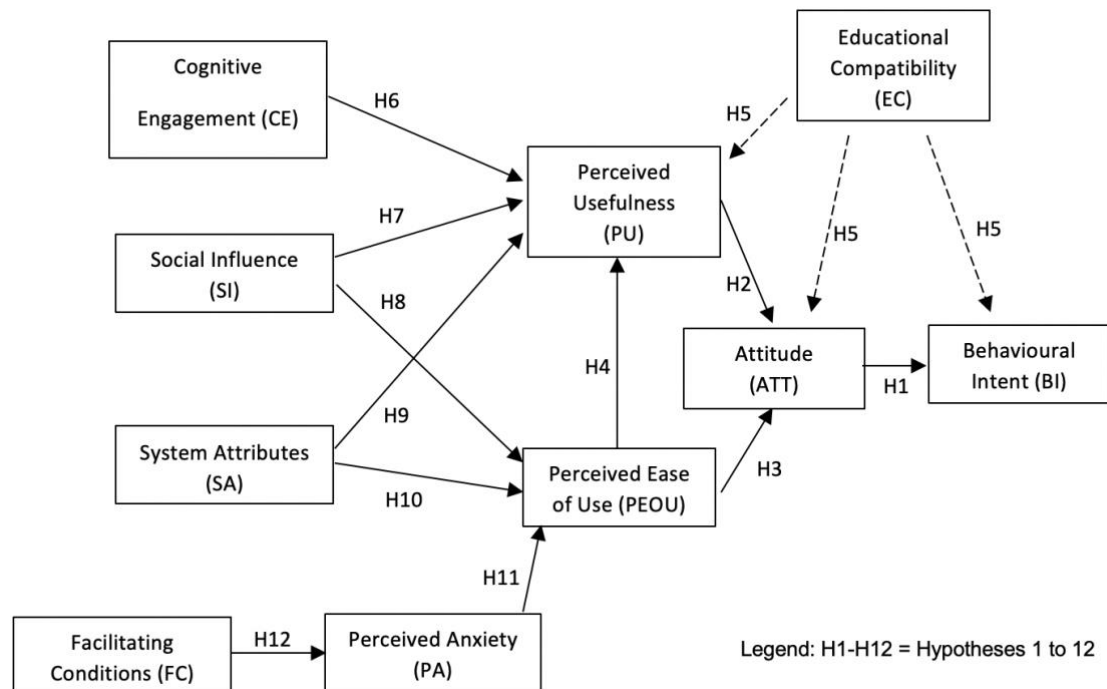 Cognitive
Engagement (CE)
H6
Educational
Compatibility
(EC)
H5
Perceived
Usefulness
(PU)
H7
Social Influence
(SI)
H5
H5
H8
H2
Attitude
(ATT)
Behavioural
Intent (BI)
H4
H1
H9
System Attributes
(SA)
Perceived Ease
of Use (PEOU)
H3
H10
H11
Facilitating
Conditions (FC)
H12
Perceived Anxiety
(PA)
Legend: H1-H12 = Hypotheses 1 to 12